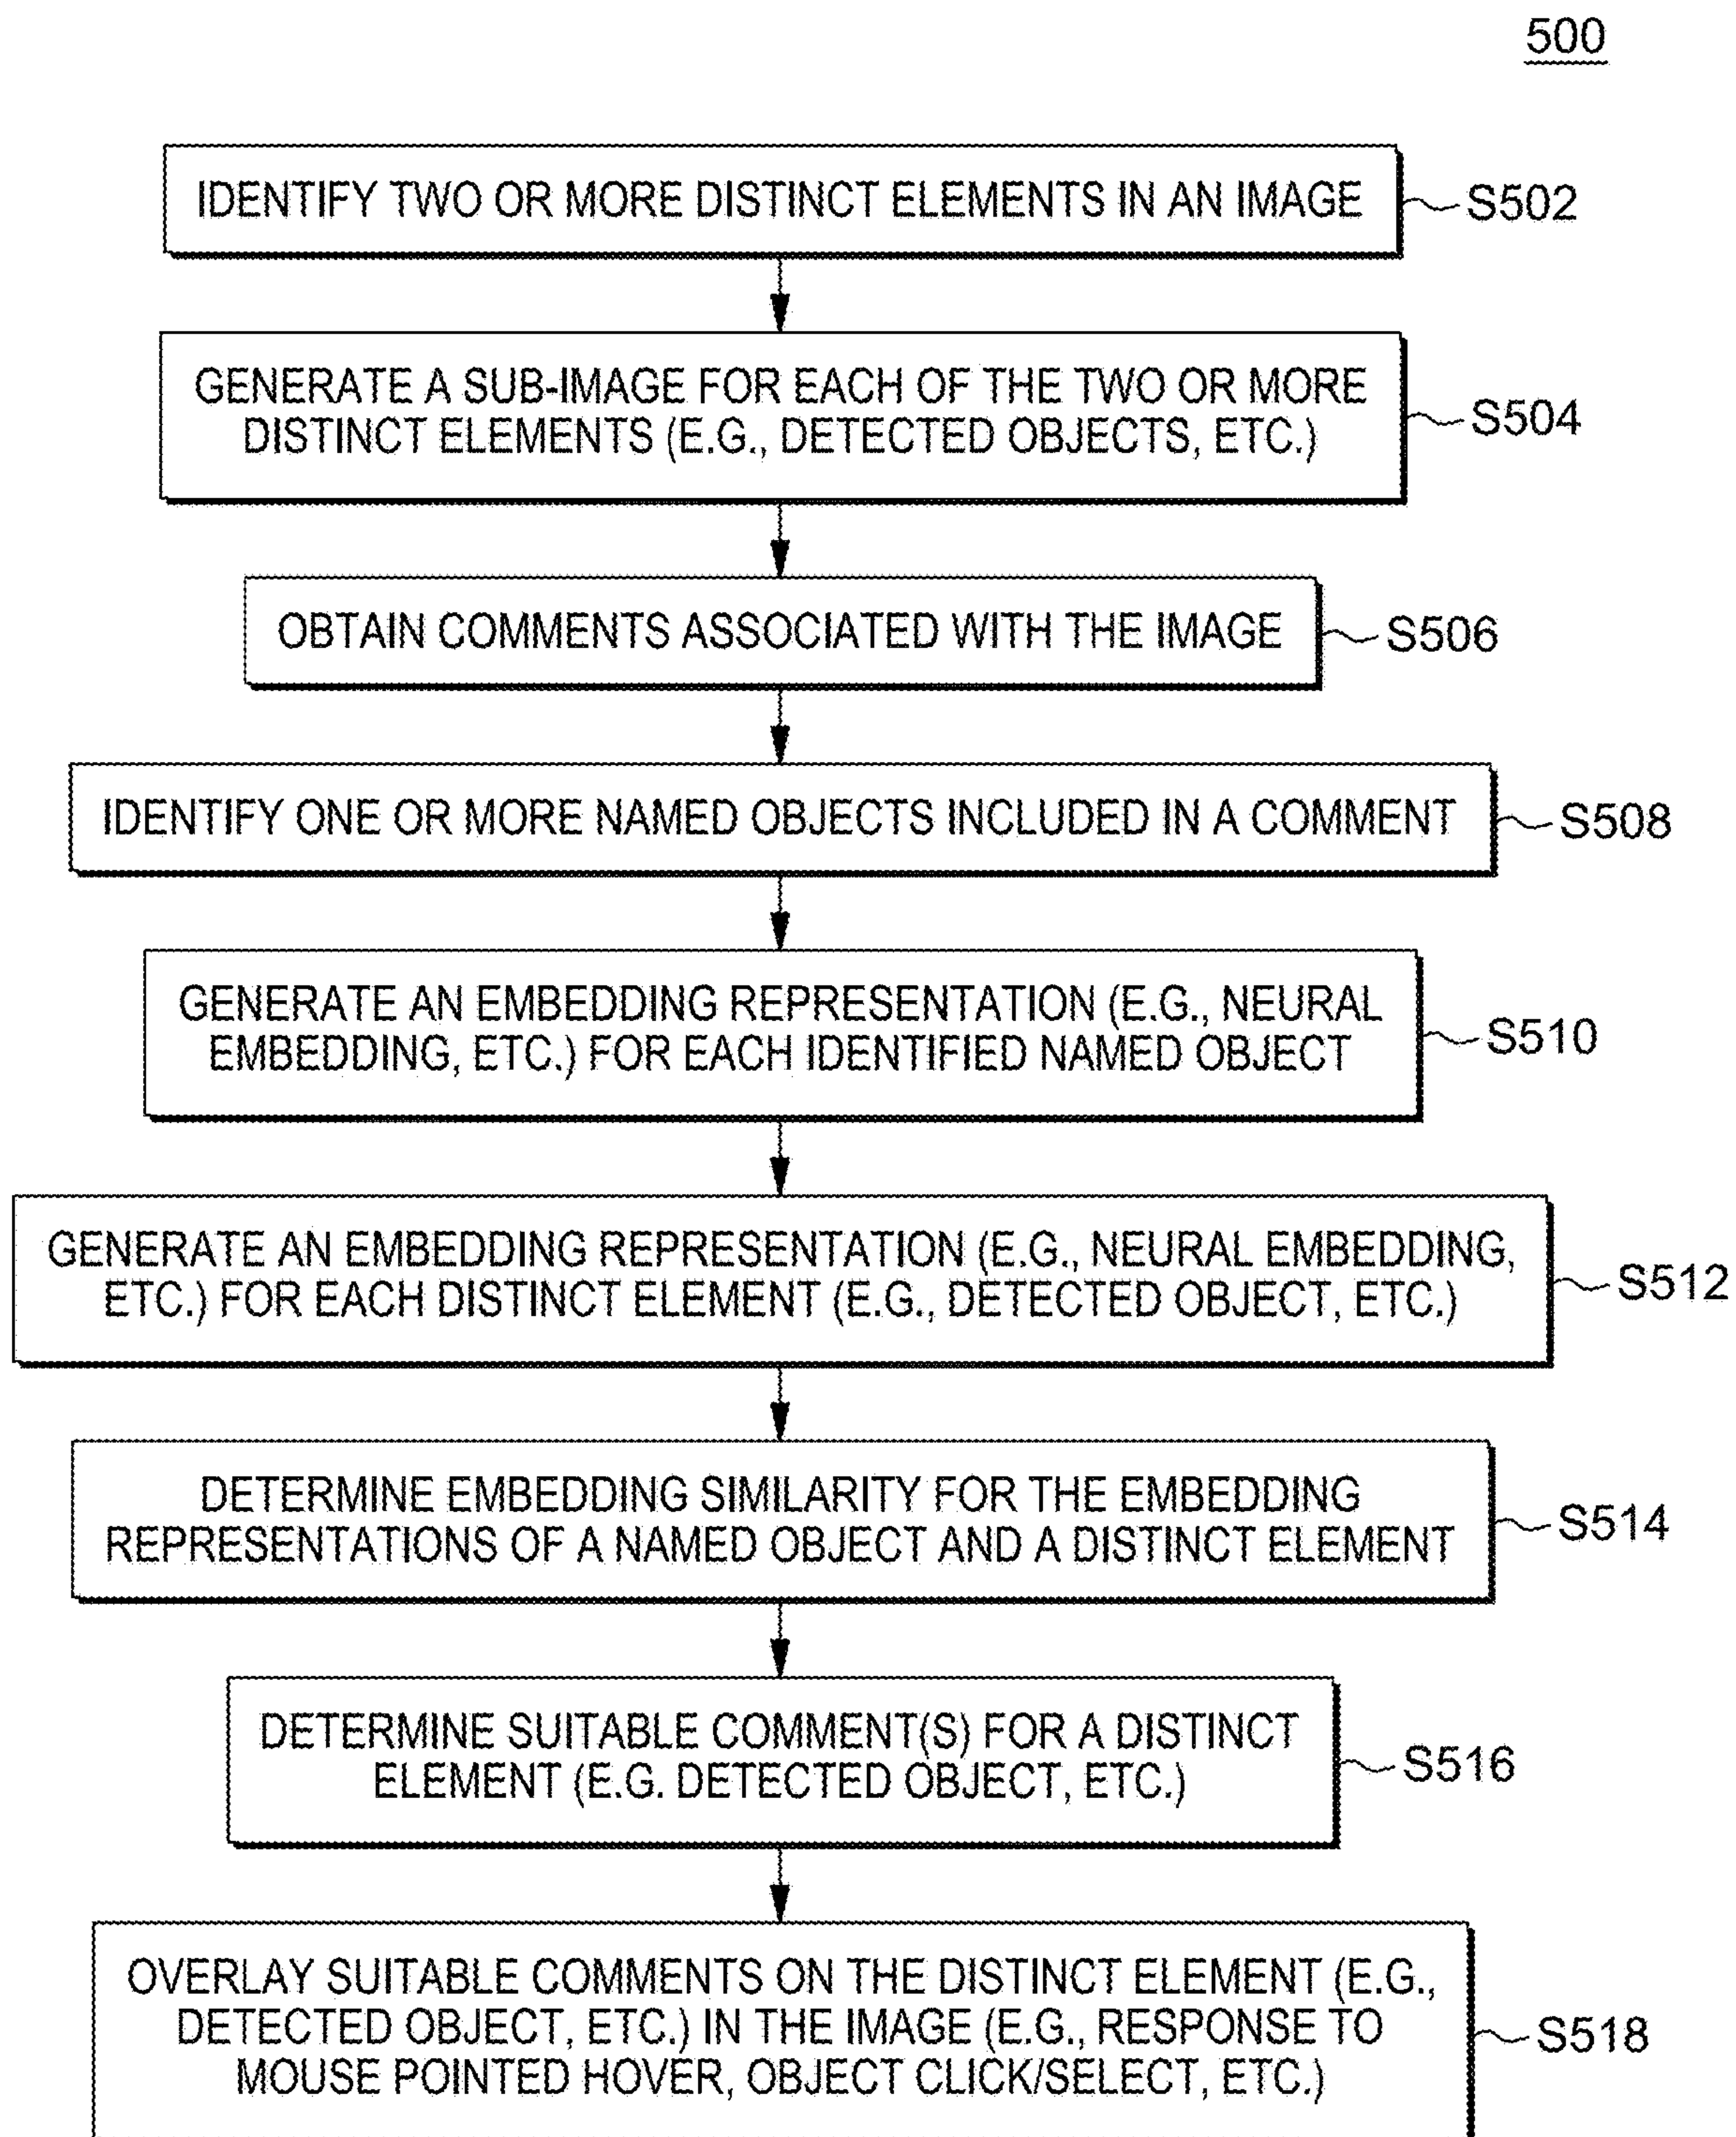 500
IDENTIFY TWO OR MORE DISTINCT ELEMENTS IN AN IMAGE
S502
GENERATE A SUB-IMAGE FOR EACH OF THE TWO OR MORE
DISTINCT ELEMENTS (E.G., DETECTED OBJECTS, ETC.)
S504
OBTAIN COMMENTS ASSOCIATED WITH THE IMAGE
S506
IDENTIFY ONE OR MORE NAMED OBJECTS INCLUDED IN A COMMENT
S508
GENERATE AN EMBEDDING REPRESENTATION (E.G., NEURAL
EMBEDDING, ETC.) FOR EACH IDENTIFIED NAMED OBJECT
S510
GENERATE AN EMBEDDING REPRESENTATION (E.G., NEURAL EMBEDDING,
ETC.) FOR EACH DISTINCT ELEMENT (E.G., DETECTED OBJECT, ETC.)
S512
DETERMINE EMBEDDING SIMILARITY FOR THE EMBEDDING
REPRESENTATIONS OF A NAMED OBJECT AND A DISTINCT ELEMENT
S514
DETERMINE SUITABLE COMMENT(S) FOR A DISTINCT
ELEMENT (E.G. DETECTED OBJECT, ETC.)
S516
OVERLAY SUITABLE COMMENTS ON THE DISTINCT ELEMENT (E.G.,
DETECTED OBJECT, ETC.) IN THE IMAGE (E.G., RESPONSE TO
MOUSE POINTED HOVER, OBJECT CLICK/SELECT, ETC.)
S518